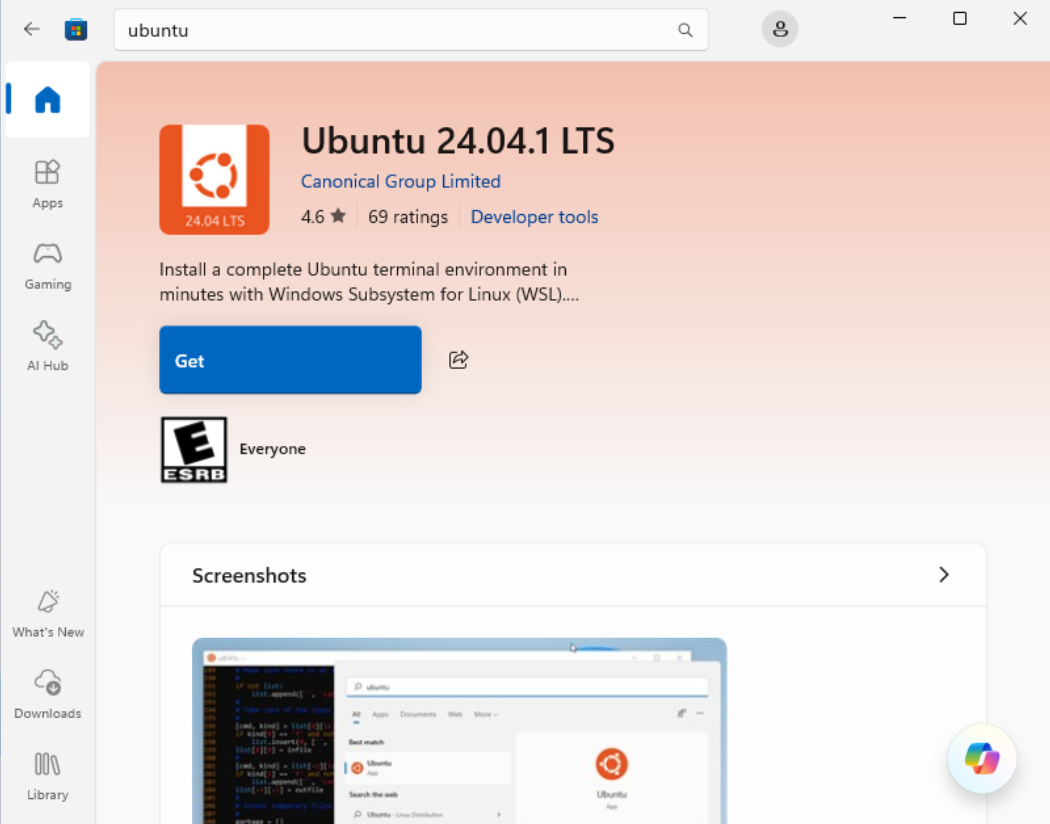 ubuntu
Ubuntu 24.04.1 LTS
24.04 LTS
Canonical Group Limited
4.6 ★ 69 ratings Developer tools
Install a complete Ubuntu terminal environment in
minutes with Windows Subsystem for Linux (WSL)....
Get
E
ESRB
Everyone
Apps
Gaming
AI Hub
What's New
Downloads
Library
Screenshots
ubuntu
All Apps Documents Web More
Best match
Ubuntu
App
Search the web
Ubuntu - Linux Distribution
Ubuntu
App
if not list: